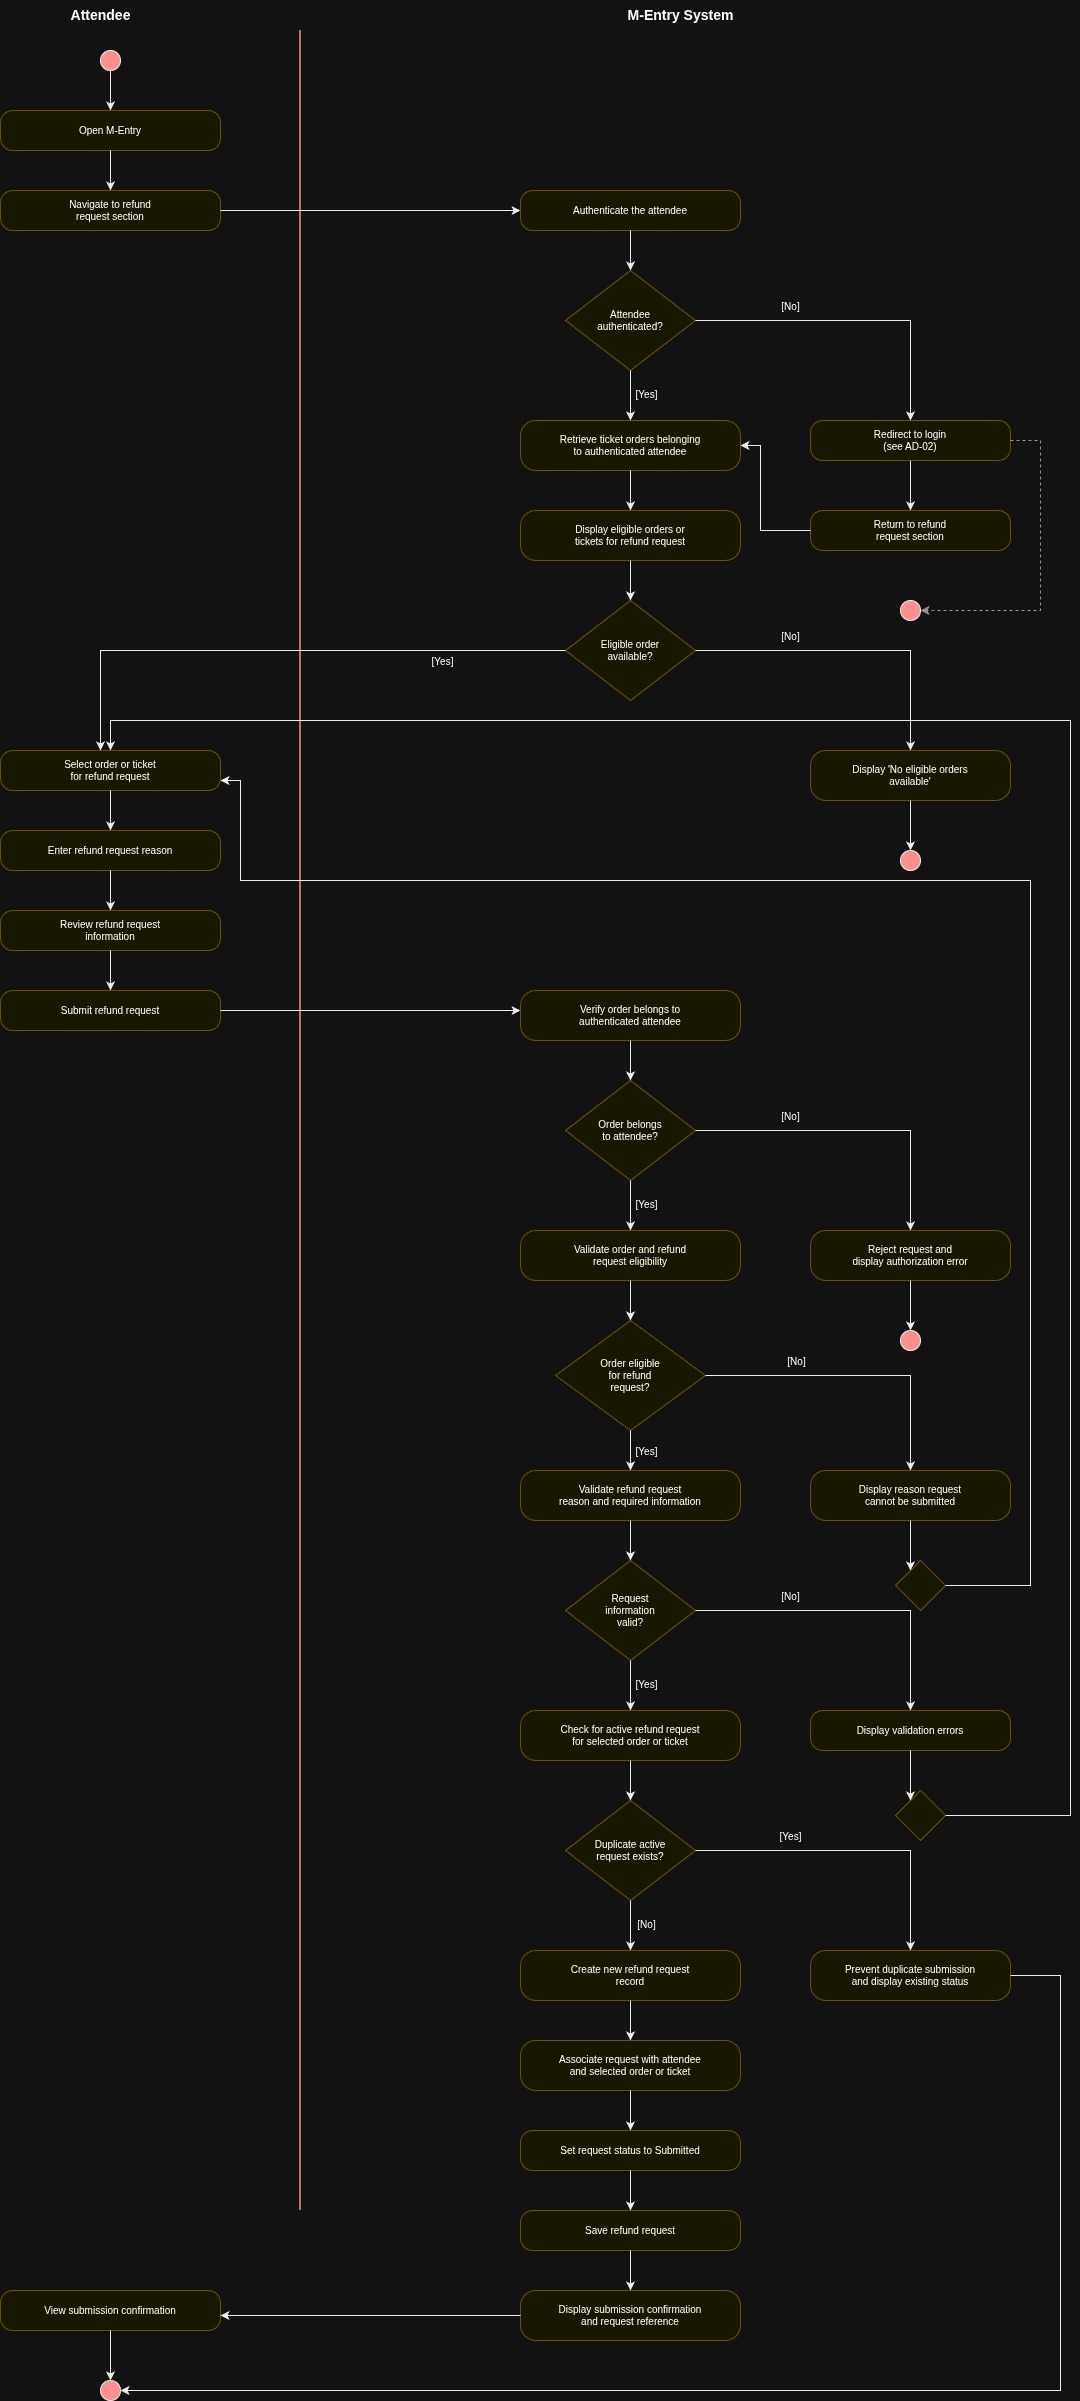 Attendee
M-Entry System
Open M-Entry
Navigate to refund
request section
Authenticate the attendee
Attendee
authenticated?
[No]
[Yes]
Retrieve ticket orders belonging
to authenticated attendee
Redirect to login
(see AD-02)
Display eligible orders or
tickets for refund request
Return to refund
request section
Eligible order
available?
[No]
[Yes]
Select order or ticket
for refund request
Display 'No eligible orders
available'
Enter refund request reason
Review refund request
information
Submit refund request
Verify order belongs to
authenticated attendee
Order belongs
to attendee?
[No]
[Yes]
Validate order and refund
request eligibility
Reject request and
display authorization error
Order eligible
for refund
request?
[No]
[Yes]
Validate refund request
reason and required information
Display reason request
cannot be submitted
Request
information
valid?
[No]
[Yes]
Check for active refund request
for selected order or ticket
Display validation errors
Duplicate active
request exists?
[Yes]
[No]
Create new refund request
record
Prevent duplicate submission
and display existing status
Associate request with attendee
and selected order or ticket
Set request status to Submitted
Save refund request
View submission confirmation
Display submission confirmation
and request reference